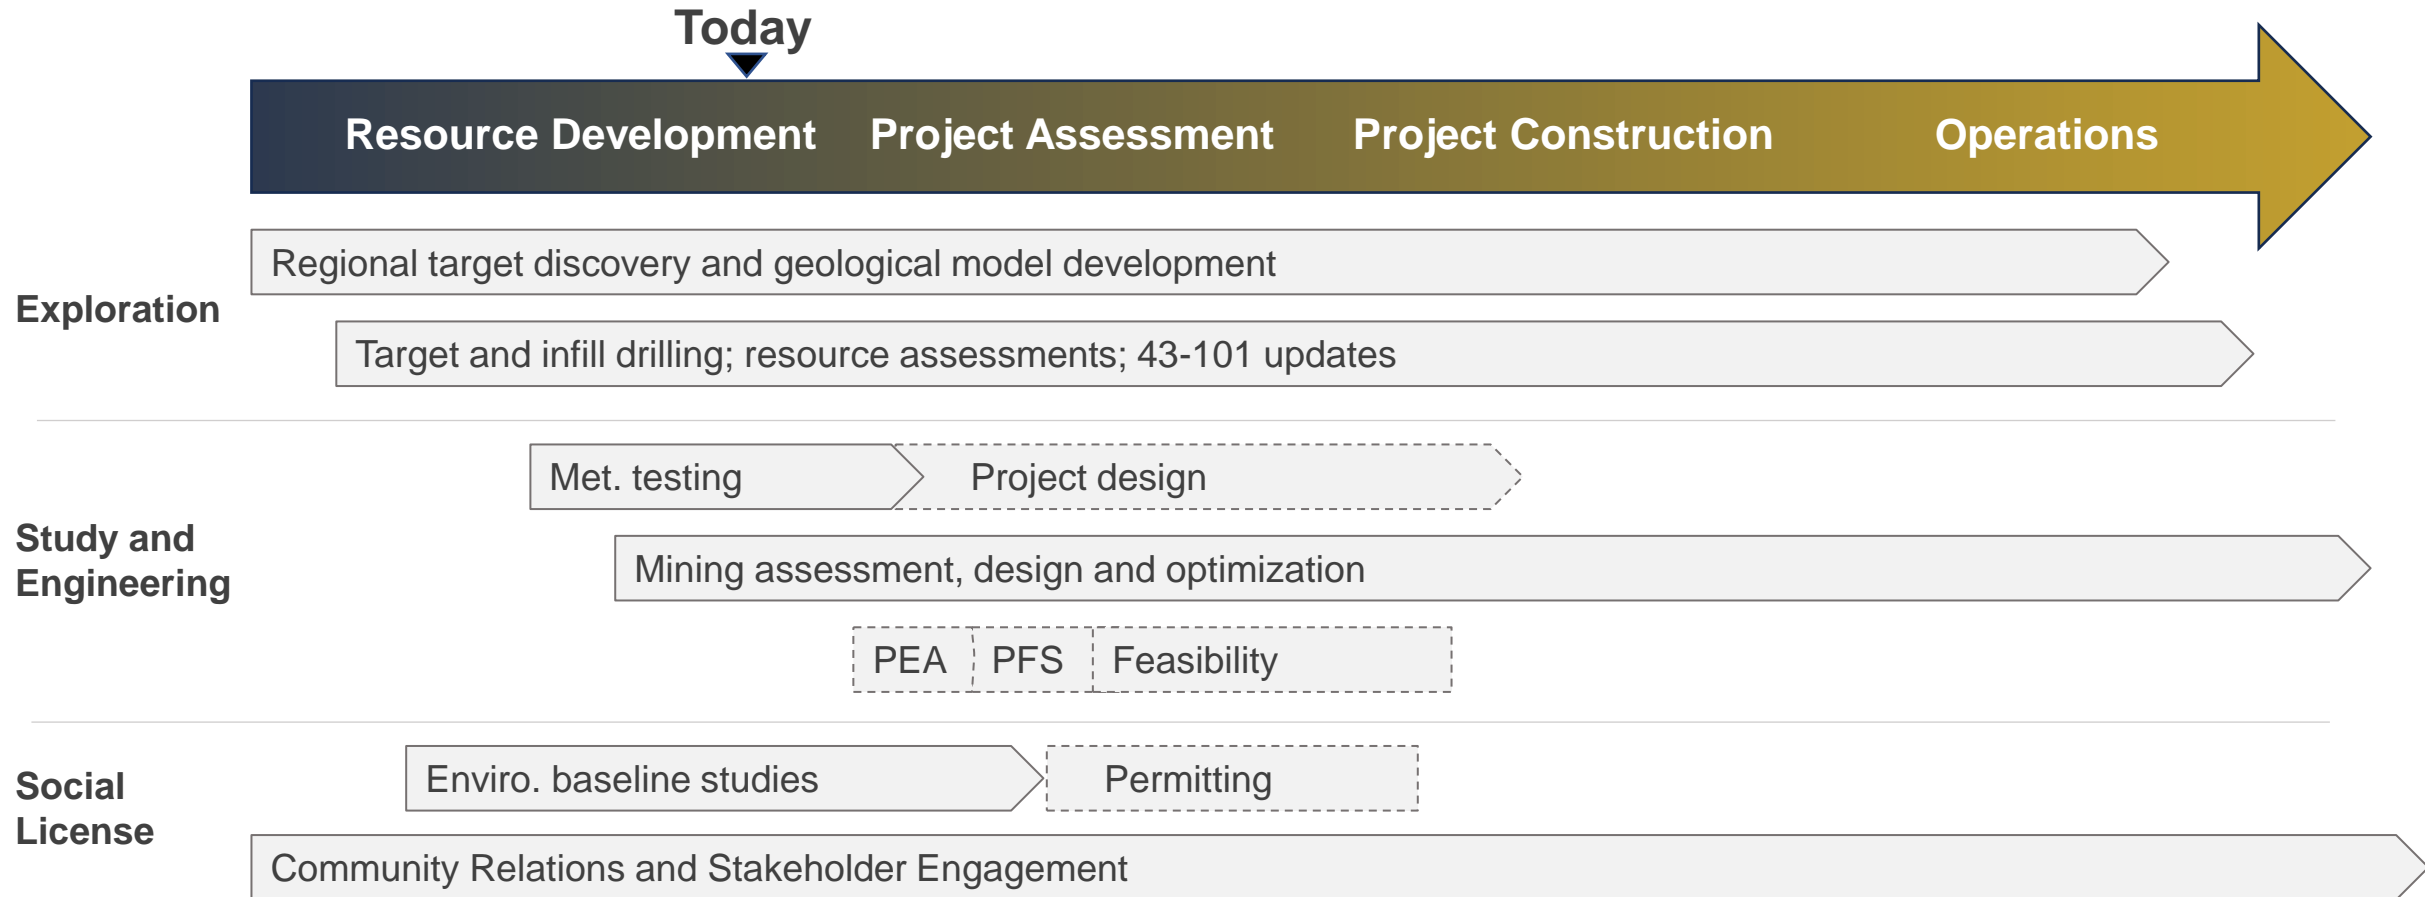 Today
Resource Development Project Assessment Project Construction Operations
Regional target discovery and geological model development
Exploration
Target and infill drilling; resource assessments; 43-101 updates
Met. testing Project design
Study and
Engineering
Mining assessment, design and optimization
PEA PFS Feasibility
Enviro. baseline studies Permitting
Social
License
Community Relations and Stakeholder Engagement